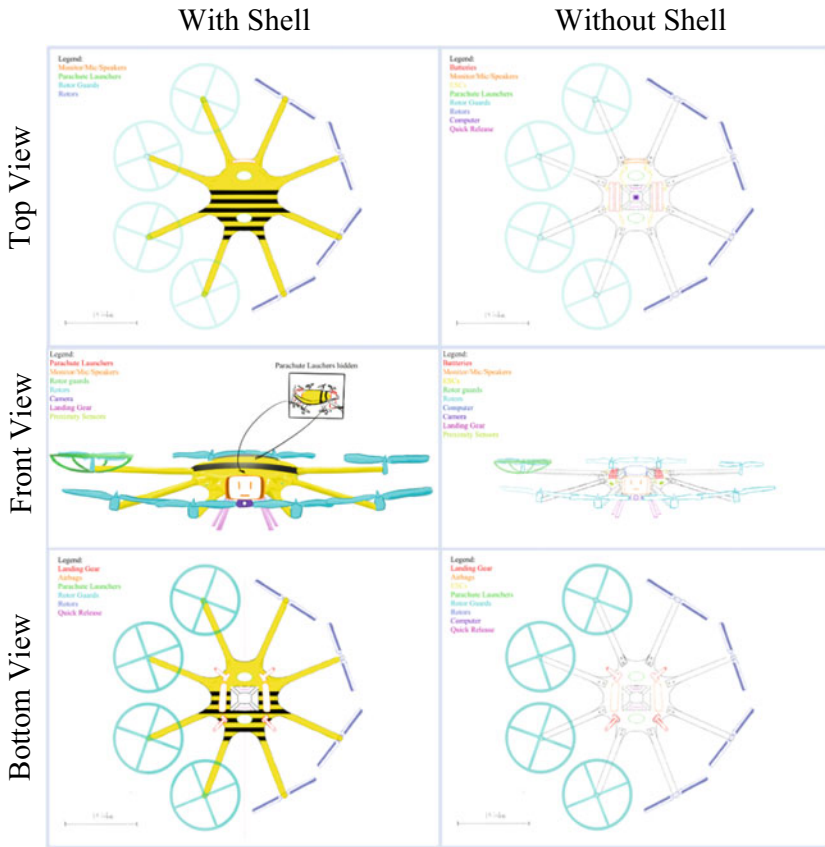 With Shell
Without Shell
Top View
Legend:
Monitor/Mic/Speakers
Parachute Launchers
Rotor Guards
Rotors
Legend:
Batteries
Monitor/Mic/Speakers
ESCs
Parachute Launchers
Rotor Guards
Rotors
Computer
Quick Release
Front View
Legend:
Parachute Launchers
Monitor/Mic/Speakers
Rotor guards
Rotors
Camera
Landing Gear
Proximity Sensors
Parachute Lauchers hidden
Legend:
Battteries
Monitor/Mic/Speakers
ESCs
Rotor guards
Rotors
Computer
Camera
Landing Gear
Proximity Sensors
Bottom View
Legend:
Landing Gear
Airbags
Parachute Launchers
Rotor Guards
Rotors
Quick Release
Legend:
Landing Gear
Airbags
ESCs
Parachute Launchers
Rotor Guards
Rotors
Computer
Quick Release